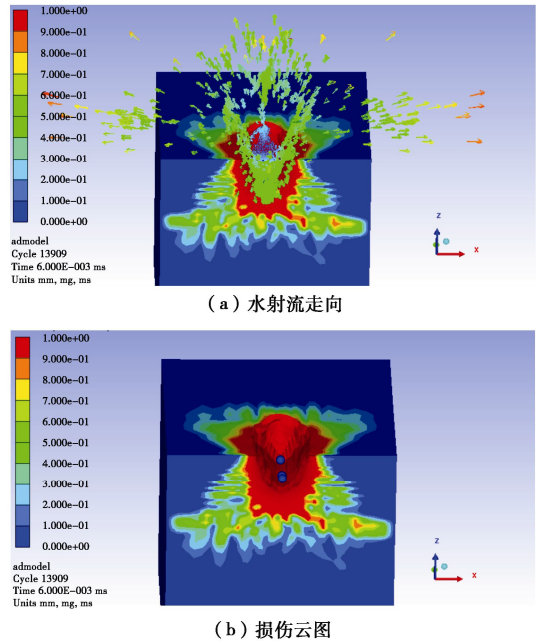 1.000e+00
9.000e-01
8.000e-01
7.000e-01
6.000e-01
5.000e-01
4.000e-01
3.000e-01
2.000e-01
1.000e-01
0.000e+00
admodel
Cycle 13909
Time 6.000E-003 ms
Units mm, mg, ms
z
x
(a)水射流走向
1.000e+00
9.000e-01
8.000e-01
7.000e-01
6.000e-01
5.000e-01
4.000e-01
3.000e-01
2.000e-01
1.000e-01
0.000e+00
admodel
Cycle 13909
Time 6.000E-003 ms
Units mm, mg, ms
z
x
(b)损伤云图